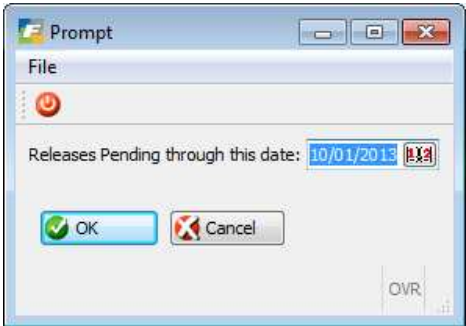 Prompt
File
Releases Pending through this date: 10/01/2013
OK Cancel
OVR